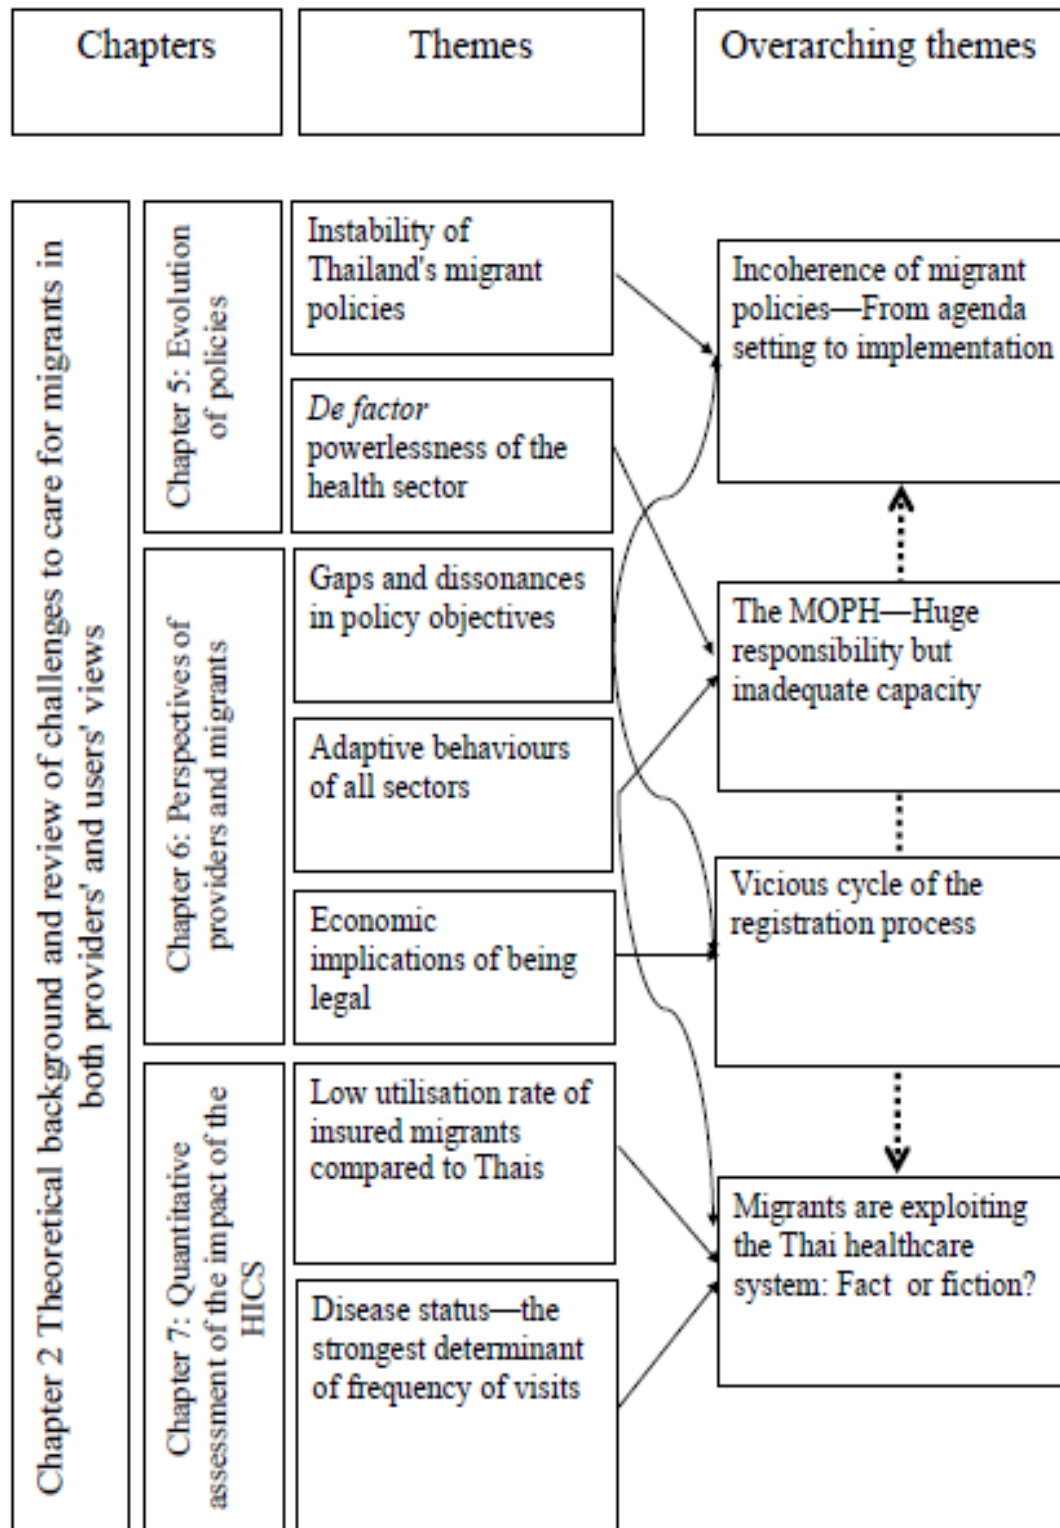 Chapters
Themes
Overarching themes
Chapter 2 Theoretical background and review of challenges to care for migrants in
both providers' and users' views
Chapter 5: Evolution
of policies
Instability of
Thailand's migrant
policies
De factor
powerlessness of the
health sector
Chapter 6: Perspectives of
providers and migrants
Gaps and dissonances
in policy objectives
Adaptive behaviours
of all sectors
Economic
implications of being
legal
Chapter 7: Quantitative
assessment of the impact of the
HICS
Low utilisation rate of
insured migrants
compared to Thais
Disease status—the
strongest determinant
of frequency of visits
Incoherence of migrant
policies—From agenda
setting to implementation
The MOPH—Huge
responsibility but
inadequate capacity
Vicious cycle of the
registration process
Migrants are exploiting
the Thai healthcare
system: Fact or fiction?